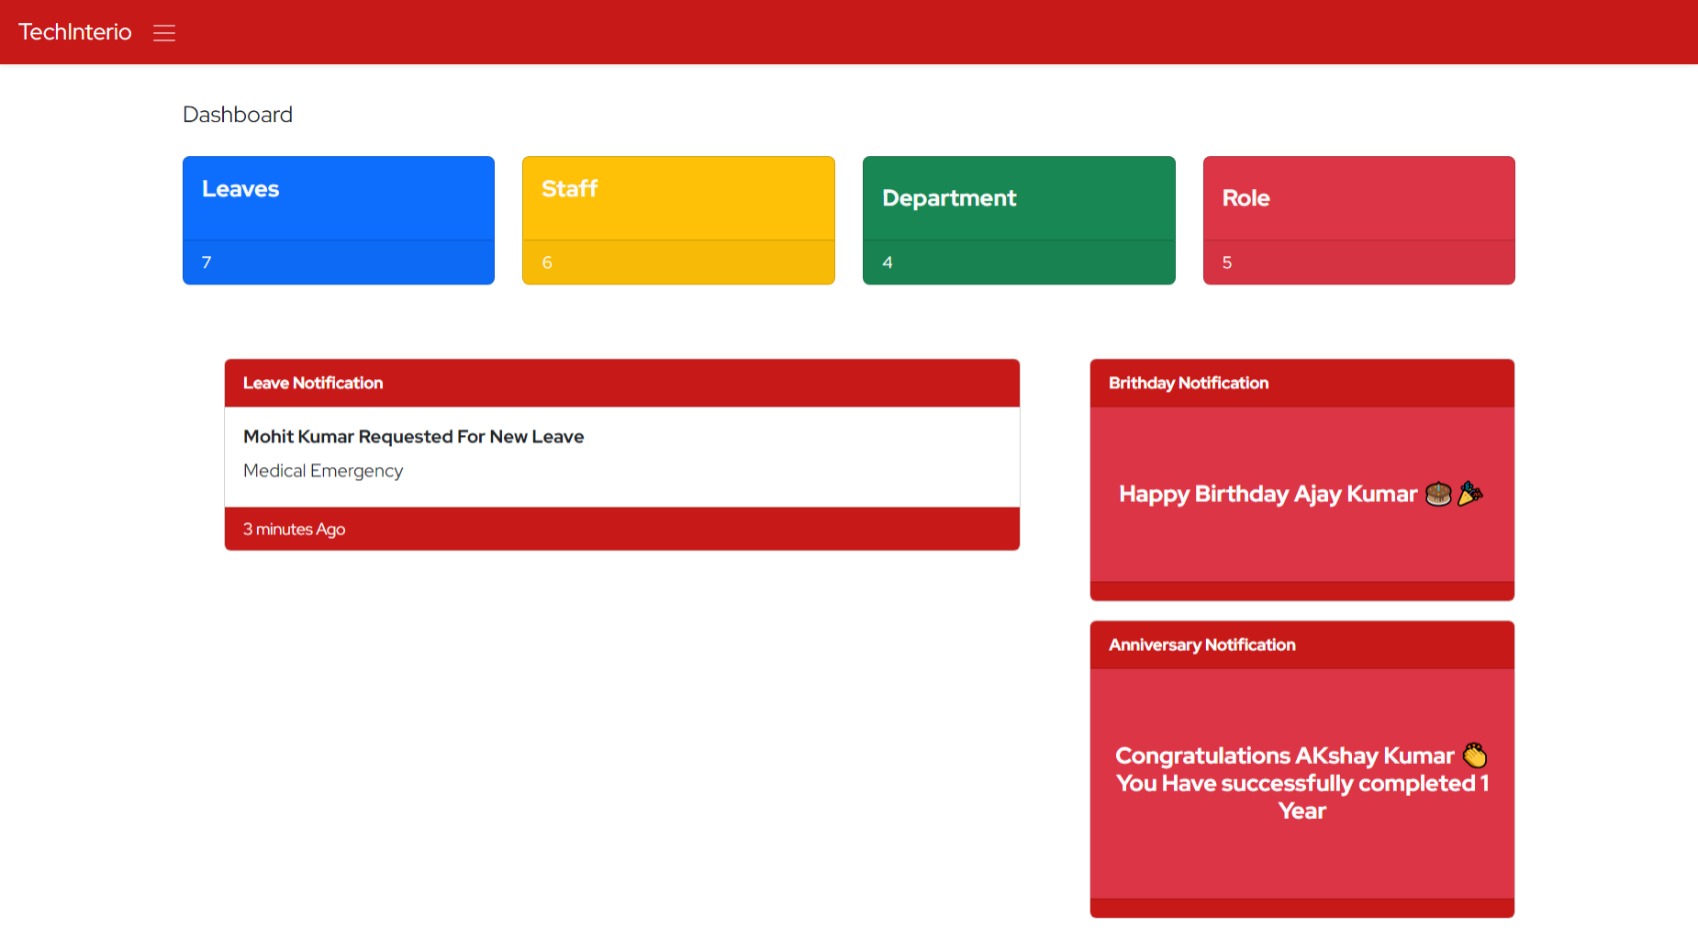 TechInterio
Dashboard
Leaves
7
Staff
6
Department
4
Role
5
Leave Notification
Mohit Kumar Requested For New Leave
Medical Emergency
3 minutes Ago
Brithday Notification
Happy Birthday Ajay Kumar 🎂 🎉
Anniversary Notification
Congratulations AKshay Kumar 👏
You Have successfully completed 1
Year